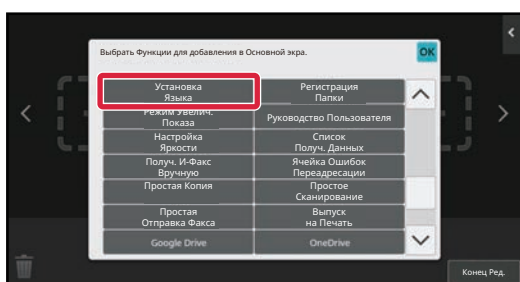 Выбрать Функции для добавления в Основной экра.
OK
Установка
Языка
Регистрация
Папки
Режим Увелич.
Показа
Руководство Пользователя
Настройка
Яркости
Список
Получ. Данных
Получ. И-Факс
Вручную
Ячейка Ошибок
Переадресации
Простая Копия
Простое
Сканирование
Простая
Отправка Факса
Выпуск
на Печать
Google Drive
OneDrive
Конец Ред.